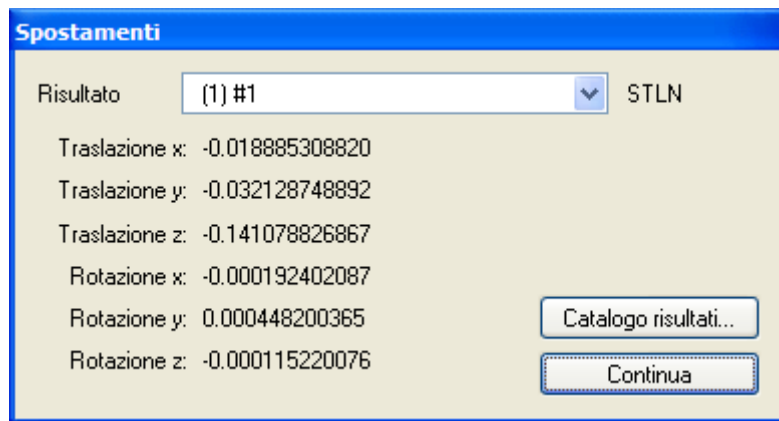 Spostamenti
Risultato (1) #1 STLN
Traslazione x: -0.018885308820
Traslazione y: -0.032128748892
Traslazione z: -0.141078826867
Rotazione x: -0.000192402087
Rotazione y: 0.000448200365
Catalogo risultati...
Rotazione z: -0.000115220076
Continua